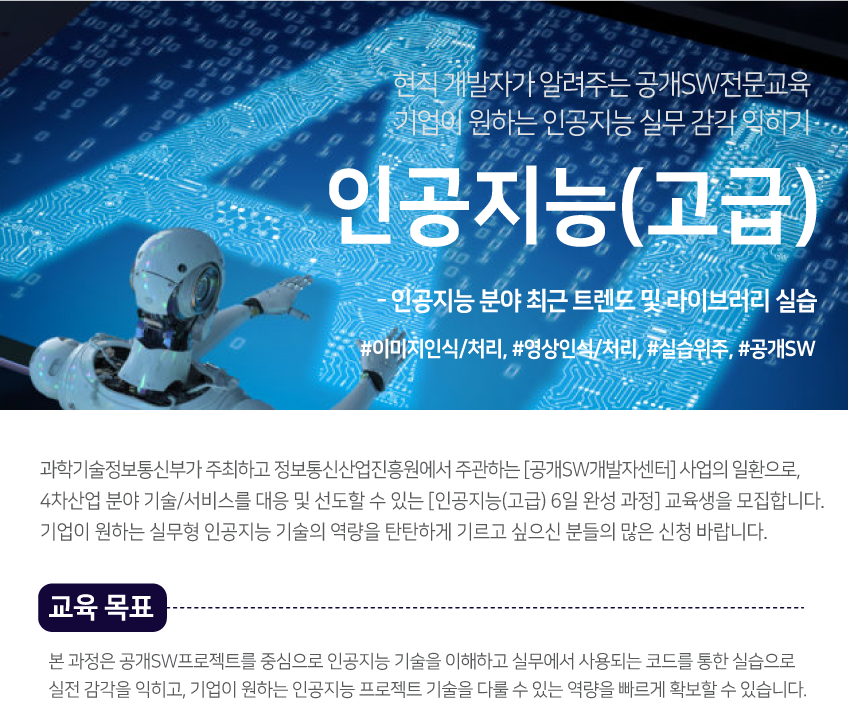 현직 개발자가 알려주는 공개SW전문교육
기업이 원하는 인공지능 실무 감각 익히기
인공지능(고급)
- 인공지능 분야 최근 트렌드 및 라이브러리 실습
#이미지인식/처리, #영상인식/처리, #실습위주, #공개SW
과학기술정보통신부가 주최하고 정보통신산업진흥원에서 주관하는 [공개SW개발자센터] 사업의 일환으로,
4차산업 분야 기술/서비스를 대응 및 선도할 수 있는 [인공지능(고급) 6일 완성 과정] 교육생을 모집합니다.
기업이 원하는 실무형 인공지능 기술의 역량을 탄탄하게 기르고 싶으신 분들의 많은 신청 바랍니다.
교육 목표
본 과정은 공개SW프로젝트를 중심으로 인공지능 기술을 이해하고 실무에서 사용되는 코드를 통한 실습으로
실전 감각을 익히고, 기업이 원하는 인공지능 프로젝트 기술을 다룰 수 있는 역량을 빠르게 확보할 수 있습니다.